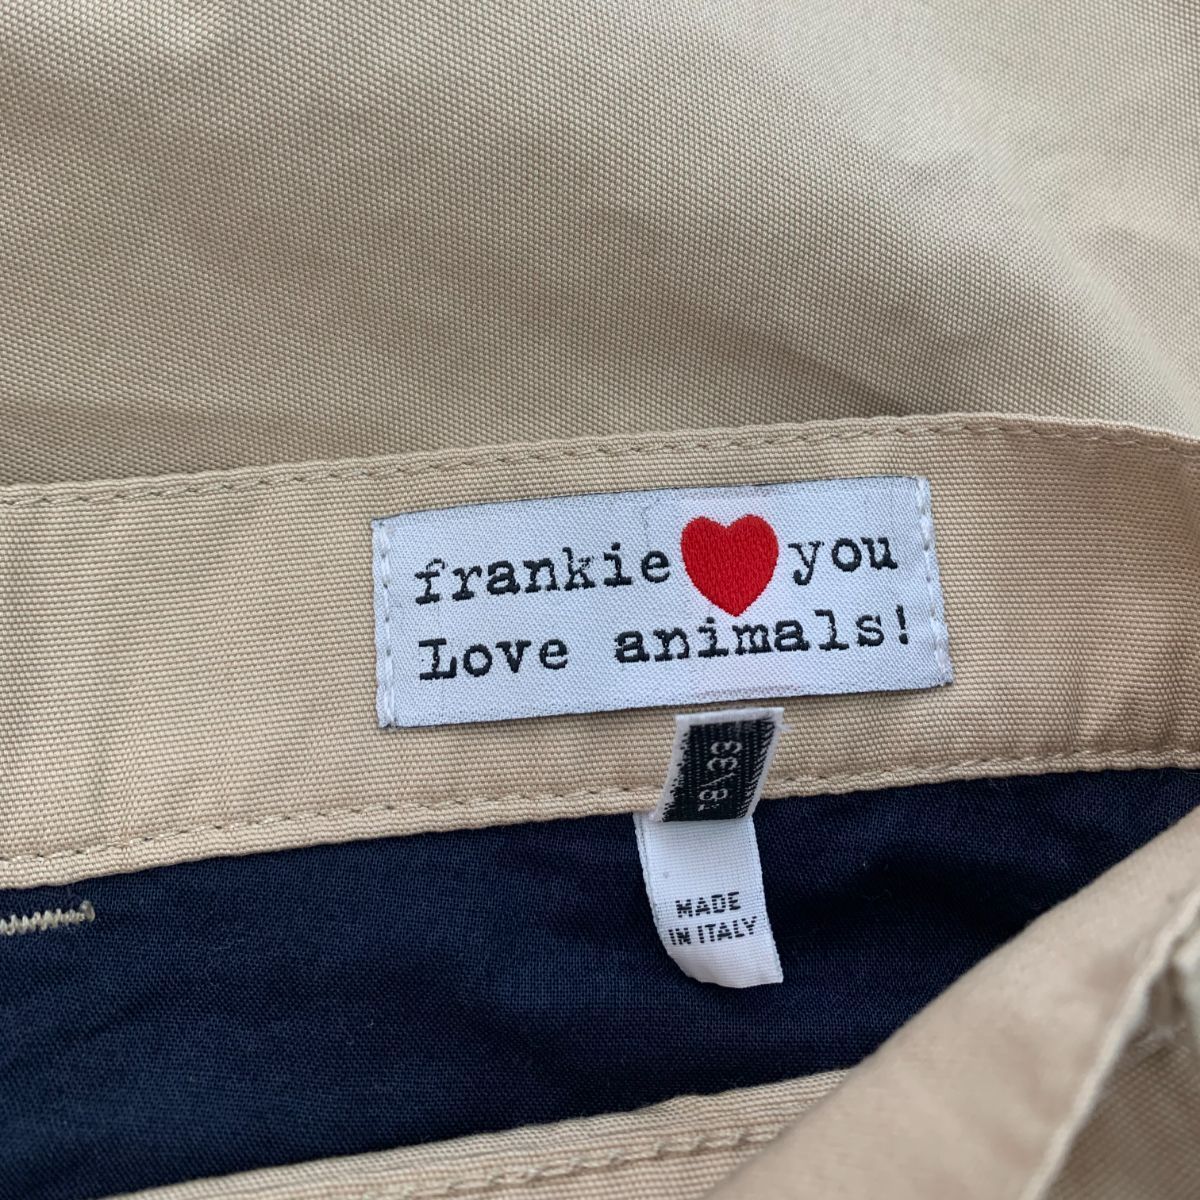 frankie you
Love animals!
MADE
IN ITALY